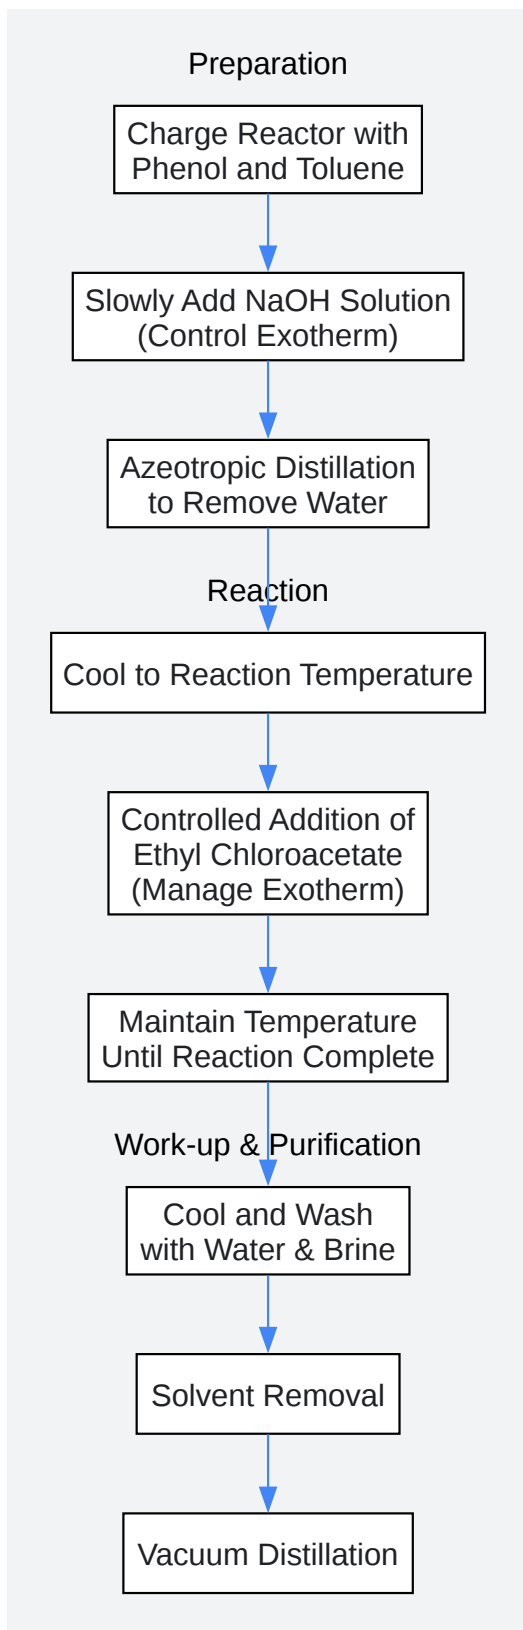 Preparation
Charge Reactor with
Phenol and Toluene
Slowly Add NaOH Solution
(Control Exotherm)
Azeotropic Distillation
to Remove Water
Reaction
Cool to Reaction Temperature
Controlled Addition of
Ethyl Chloroacetate
(Manage Exotherm)
Maintain Temperature
Until Reaction Complete
Work-up & Purification
Cool and Wash
with Water & Brine
Solvent Removal
Vacuum Distillation